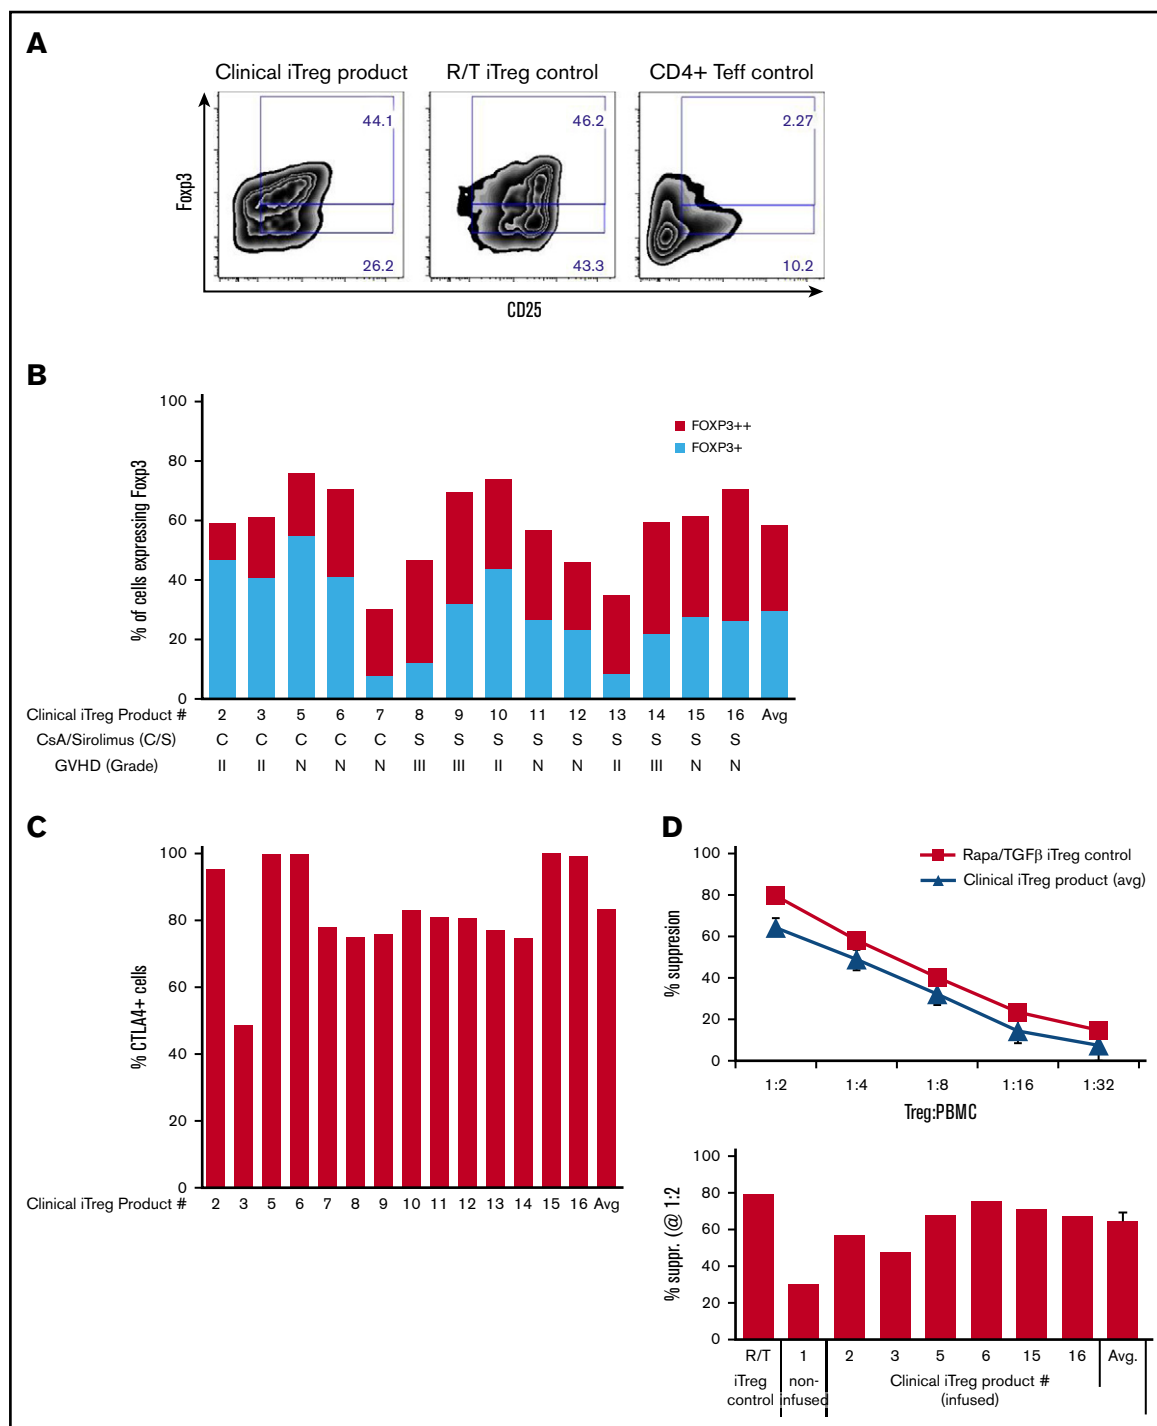 A
Clinical iTreg product
R/T iTreg control
CD4+ Teff control
44.1
46.2
2.27
Foxp3
26.2
43.3
10.2
CD25
B
100
80
60
40
20
0
% of cells expressing Foxp3
FOXP3++
FOXP3+
Clinical iTreg Product # 2 3 5 6 7 8 9 10 11 12 13 14 15 16 Avg
CsA/Sirolimus (C/S) C C C C C S S S S S S S S S
GVHD (Grade) II II N N N III III II N N II III N N
C
100
80
60
40
20
0
% CTLA4+ cells
Clinical iTreg Product # 2 3 5 6 7 8 9 10 11 12 13 14 15 16 Avg
D
100
80
60
40
20
0
% suppresion
Rapa/TGFβ iTreg control
Clinical iTreg product (avg)
1:2 1:4 1:8 1:16 1:32
Treg:PBMC
100
80
60
40
20
0
% suppr. (@ 1:2
R/T 1 2 3 5 6 15 16 Avg.
iTreg control
non-infused
Clinical iTreg product #
(infused)